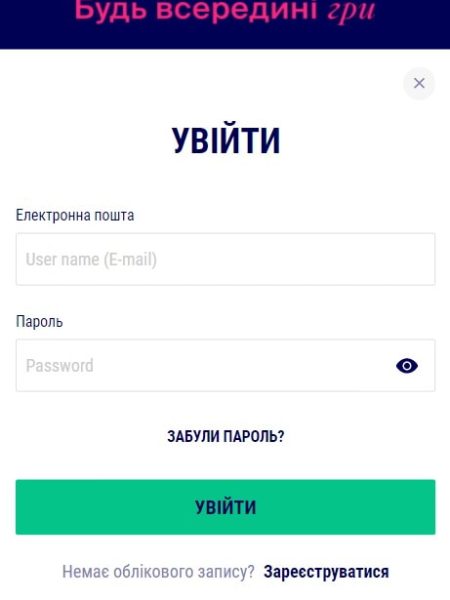 Будь всередині гри
УВІЙТИ
Електронна пошта
User name (E-mail)
Пароль
Password
ЗАБУЛИ ПАРОЛЬ?
УВІЙТИ
Немає облікового запису? Зареєструватися